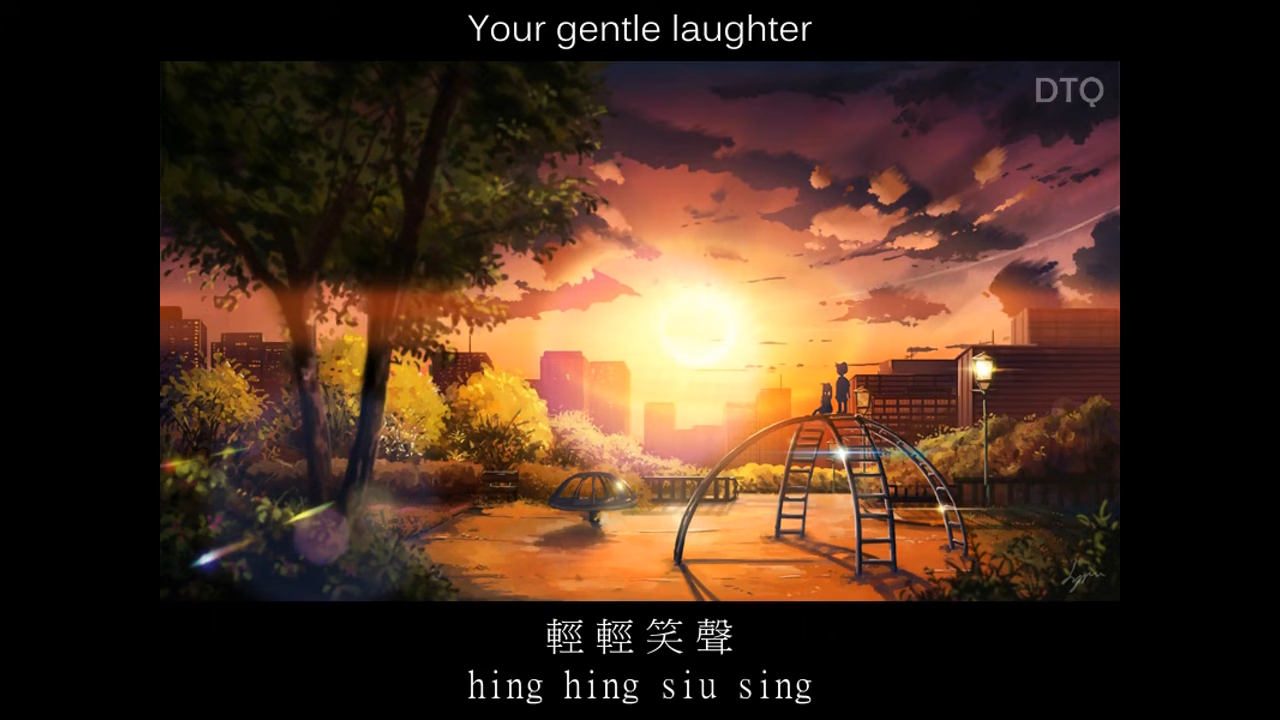 Your gentle laughter
DTQ
輕輕笑聲
hing hing siu sing